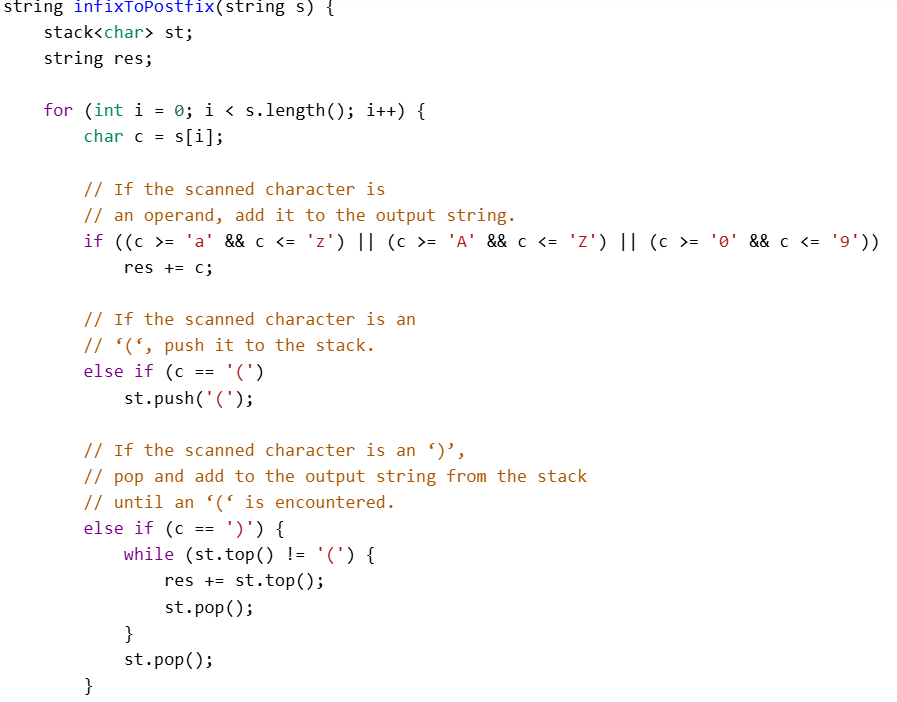 string infixToPostfix(string s) {
    stack<char> st;
    string res;

    for (int i = 0; i < s.length(); i++) {
        char c = s[i];

        // If the scanned character is
        // an operand, add it to the output string.
        if ((c >= 'a' && c <= 'z') || (c >= 'A' && c <= 'Z') || (c >= '0' && c <= '9'))
            res += c;

        // If the scanned character is an
        // ‘(‘, push it to the stack.
        else if (c == '(')
            st.push('(');

        // If the scanned character is an ‘)’,
        // pop and add to the output string from the stack
        // until an ‘(‘ is encountered.
        else if (c == ')') {
            while (st.top() != '(') {
                res += st.top();
                st.pop();
            }
            st.pop();
        }